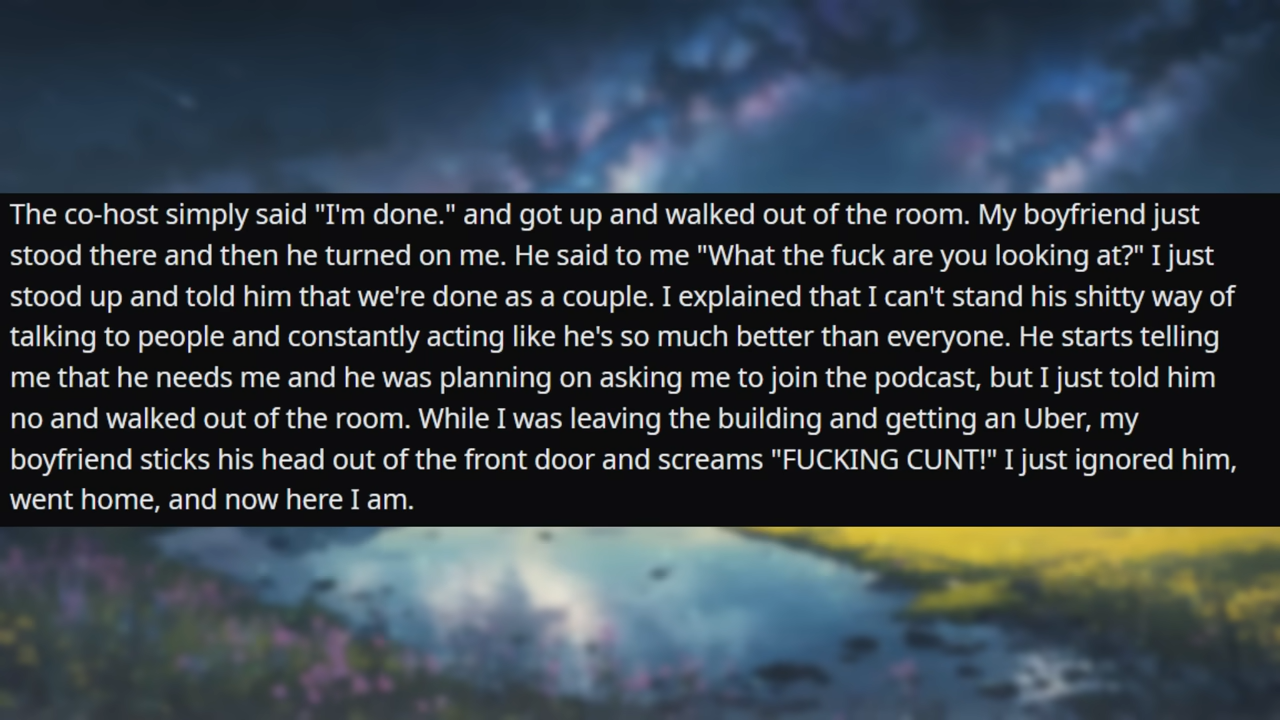 The co-host simply said "I'm done." and got up and walked out of the room. My boyfriend just
stood there and then he turned on me. He said to me "What the fuck are you looking at?" I just
stood up and told him that we're done as a couple. I explained that I can't stand his shitty way of
talking to people and constantly acting like he's so much better than everyone. He starts telling
me that he needs me and he was planning on asking me to join the podcast, but I just told him
no and walked out of the room. While I was leaving the building and getting an Uber, my
boyfriend sticks his head out of the front door and screams "FUCKING CUNT!" I just ignored him,
went home, and now here I am.